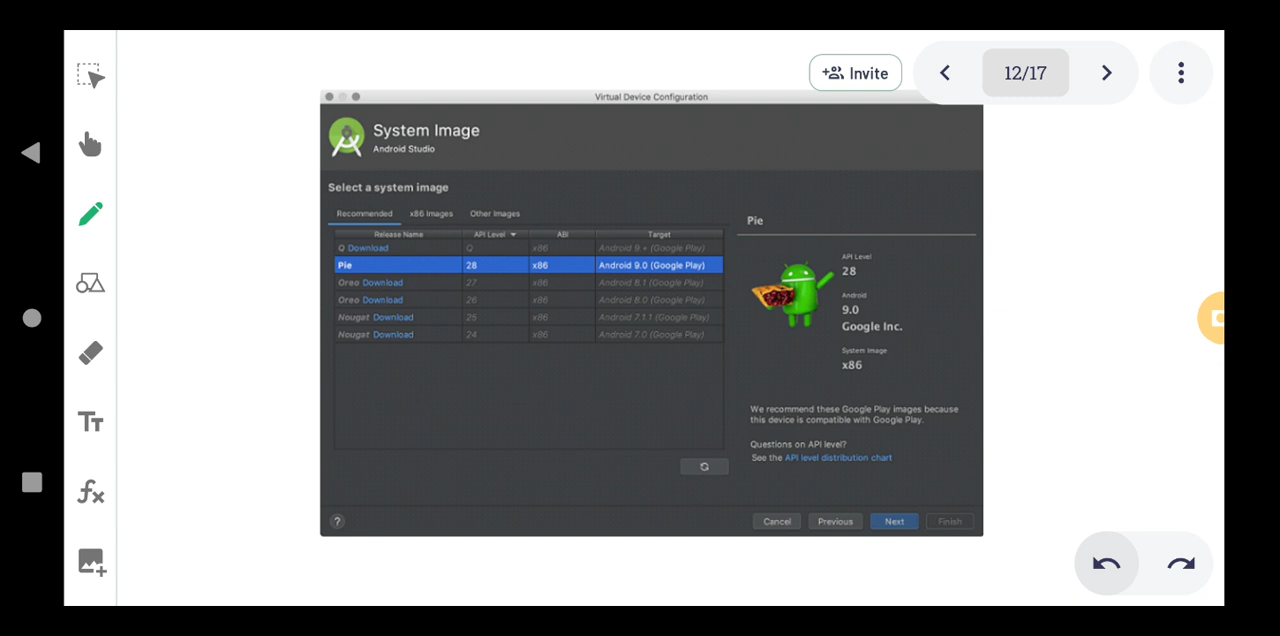 Invite
12/17
Virtual Device Configuration
System Image
Android Studio
Select a system image
Recommended x86 Images Other Images
Release Name API Level ABI Target
Q Download Q x86 Android 9.+ (Google Play)
Pie 28 x86 Android 9.0 (Google Play)
Oreo Download 27 x86 Android 8.1 (Google Play)
Oreo Download 26 x86 Android 8.0 (Google Play)
Nougat Download 25 x86 Android 7.1.1 (Google Play)
Nougat Download 24 x86 Android 7.0 (Google Play)
Pie
API Level
28
Android
9.0
Google Inc.
System Image
x86
We recommend these Google Play images because
this device is compatible with Google Play.
Questions on API level?
See the API level distribution chart
? Cancel Previous Next Finish
Tт
fx